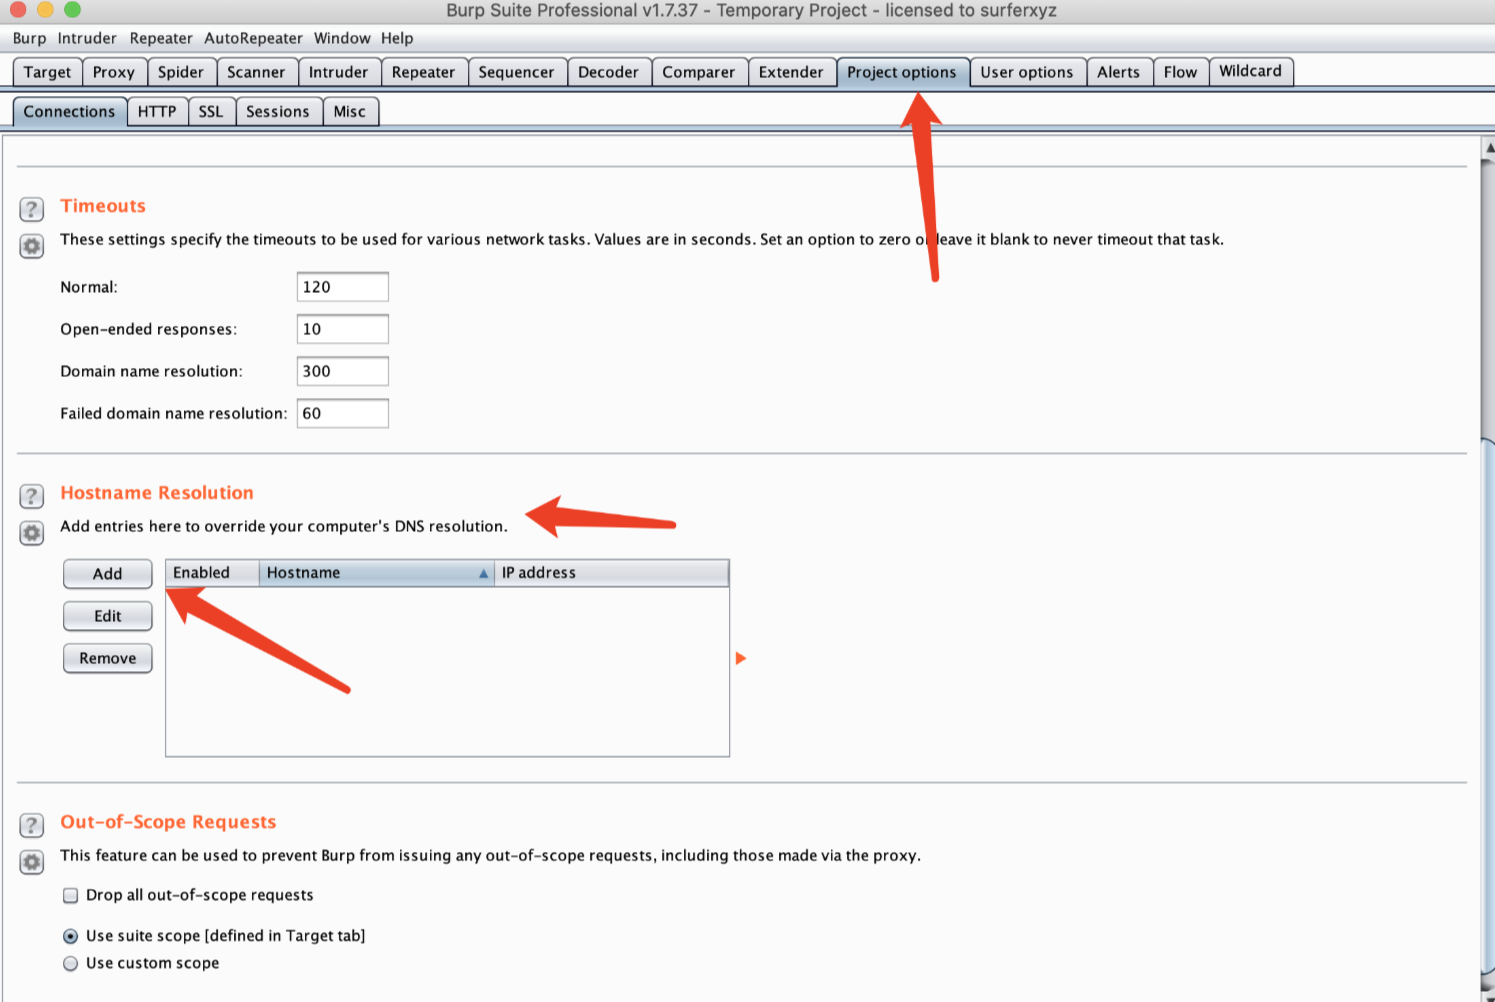 Burp Suite Professional v1.7.37 - Temporary Project - licensed to surferxyz
Burp Intruder Repeater AutoRepeater Window Help
Target Proxy Spider Scanner Intruder Repeater Sequencer Decoder Comparer Extender Project options User options Alerts Flow Wildcard
Connections HTTP SSL Sessions Misc
? Timeouts
These settings specify the timeouts to be used for various network tasks. Values are in seconds. Set an option to zero or leave it blank to never timeout that task.
Normal: 120
Open-ended responses: 10
Domain name resolution: 300
Failed domain name resolution: 60
? Hostname Resolution
Add entries here to override your computer's DNS resolution.
Add Enabled Hostname IP address
Edit
Remove
? Out-of-Scope Requests
This feature can be used to prevent Burp from issuing any out-of-scope requests, including those made via the proxy.
Drop all out-of-scope requests
Use suite scope [defined in Target tab]
Use custom scope